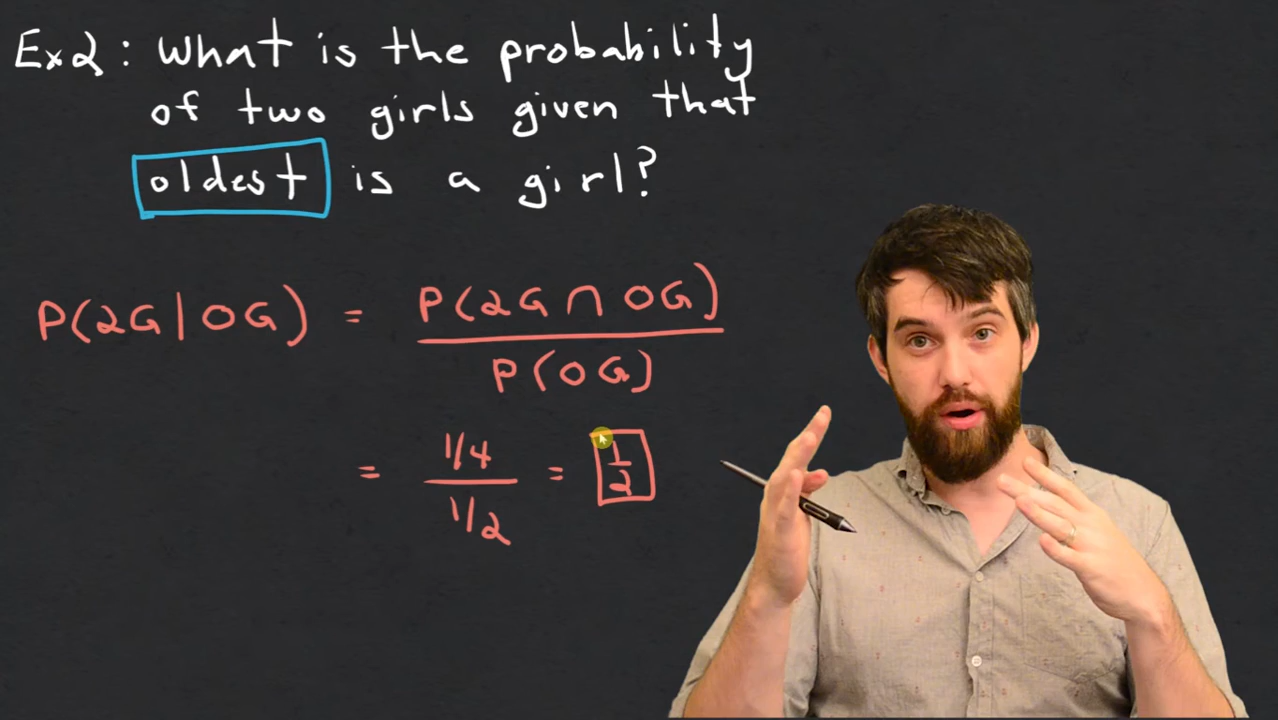 Ex2: What is the probability
of two girls given that
oldest is a girl?
P(2G|OG) = P(2G ∩ OG) / P(OG)
= 1/4 / 1/2 = 1/2